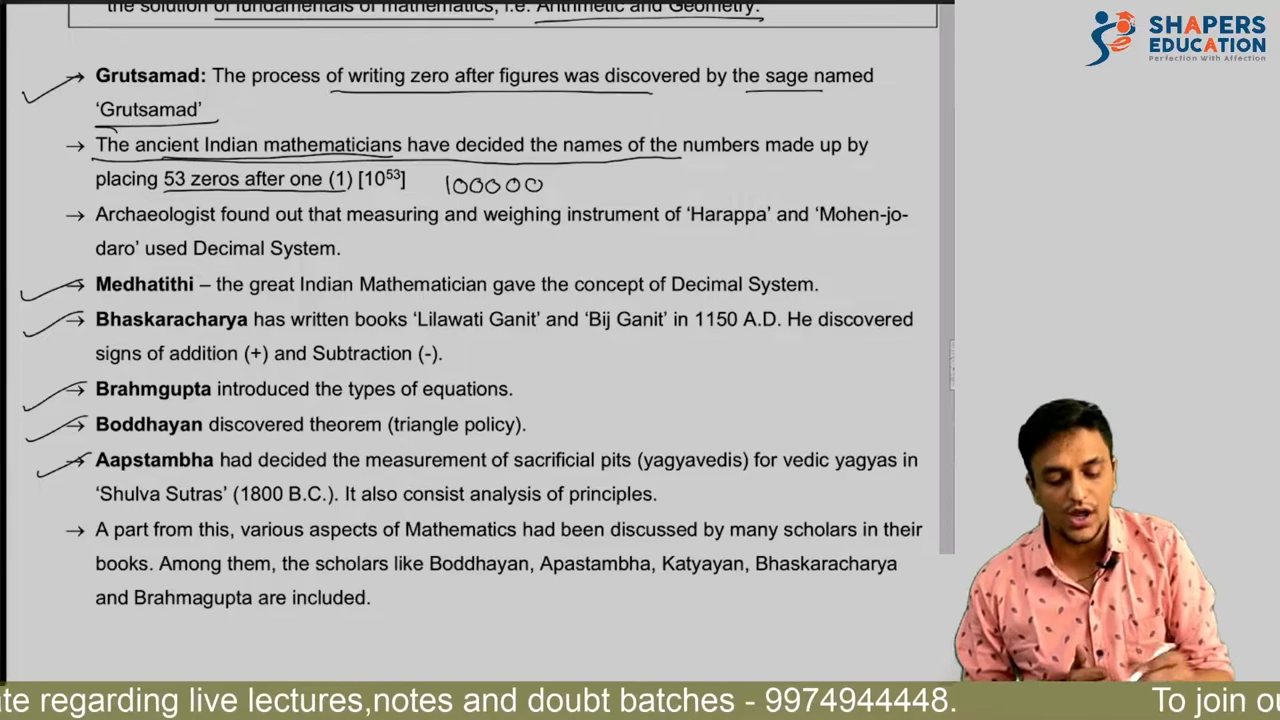 the solution of fundamentals of mathematics, i.e. Arithmetic and Geometry.
SHAPERS
EDUCATION
Perfection With Affection
→ Grutsamad: The process of writing zero after figures was discovered by the sage named
‘Grutsamad’
→ The ancient Indian mathematicians have decided the names of the numbers made up by
placing 53 zeros after one (1) [10⁵³] 100000
→ Archaeologist found out that measuring and weighing instrument of ‘Harappa’ and ‘Mohen-jo-
daro’ used Decimal System.
→ Medhatithi – the great Indian Mathematician gave the concept of Decimal System.
→ Bhaskaracharya has written books ‘Lilawati Ganit’ and ‘Bij Ganit’ in 1150 A.D. He discovered
signs of addition (+) and Subtraction (-).
→ Brahmgupta introduced the types of equations.
→ Boddhayan discovered theorem (triangle policy).
→ Aapstambha had decided the measurement of sacrificial pits (yagyavedis) for vedic yagyas in
‘Shulva Sutras’ (1800 B.C.). It also consist analysis of principles.
→ A part from this, various aspects of Mathematics had been discussed by many scholars in their
books. Among them, the scholars like Boddhayan, Apastambha, Katyayan, Bhaskaracharya
and Brahmagupta are included.
ate regarding live lectures,notes and doubt batches - 9974944448. To join ou